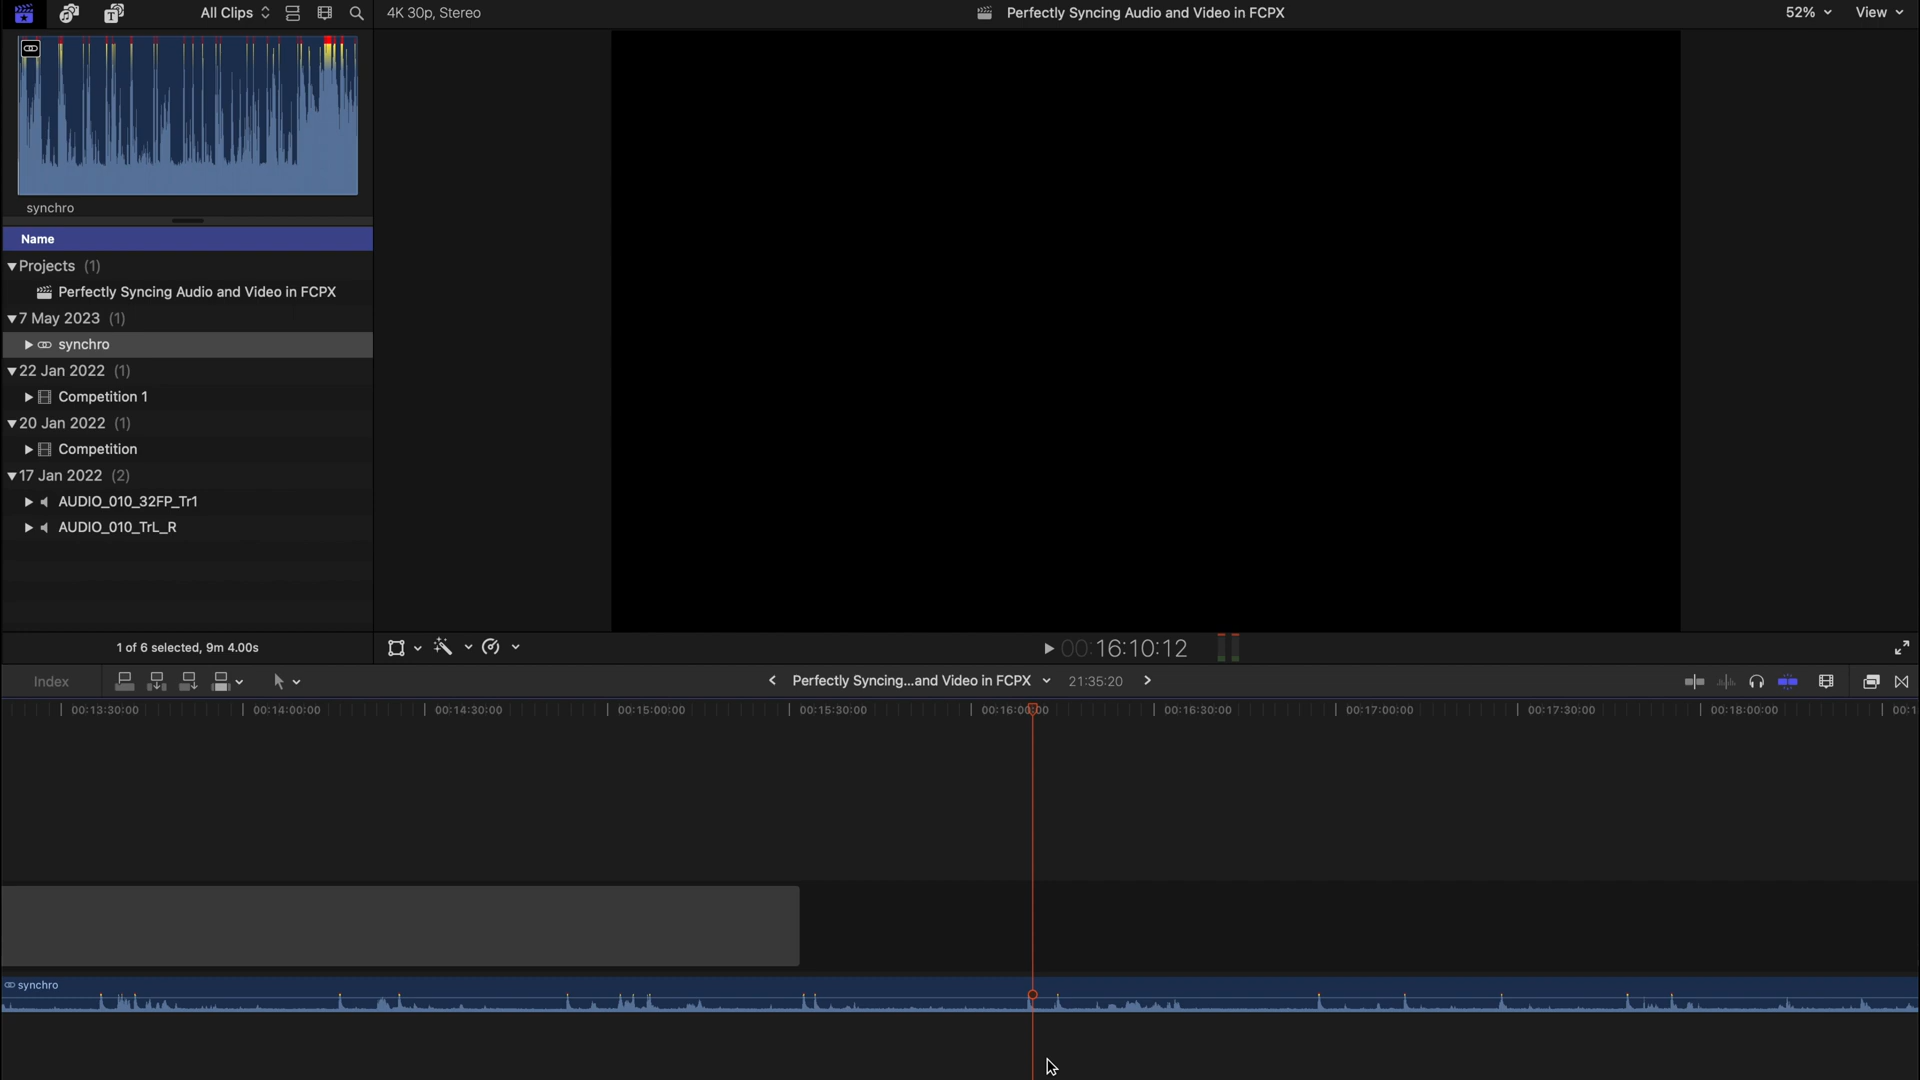 All Clips
4K 30p, Stereo
Perfectly Syncing Audio and Video in FCPX
52%
View
synchro
Name
Projects (1)
Perfectly Syncing Audio and Video in FCPX
7 May 2023 (1)
synchro
22 Jan 2022 (1)
Competition 1
20 Jan 2022 (1)
Competition
17 Jan 2022 (2)
AUDIO_010_32FP_Tr1
AUDIO_010_TrL_R
1 of 6 selected, 9m 4.00s
00:16:10:12
Index
Perfectly Syncing...and Video in FCPX
21:35:20
00:13:30:00
00:14:00:00
00:14:30:00
00:15:00:00
00:15:30:00
00:16:00:00
00:16:30:00
00:17:00:00
00:17:30:00
00:18:00:00
00:1
synchro